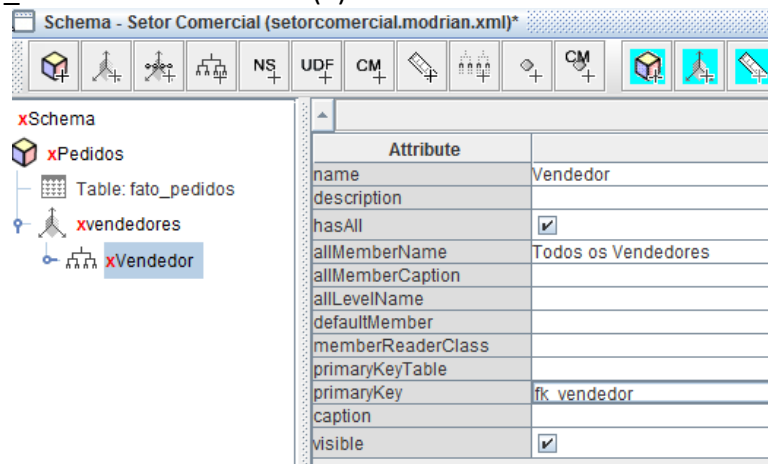 Schema - Setor Comercial (setorcomercial.modrian.xml)*
NS UDF CM CM
xSchema
xPedidos
Table: fato_pedidos
xvendedores
xVendedor
Attribute
name Vendedor
description
hasAll
allMemberName Todos os Vendedores
allMemberCaption
allLevelName
defaultMember
memberReaderClass
primaryKeyTable
primaryKey fk_vendedor
caption
visible